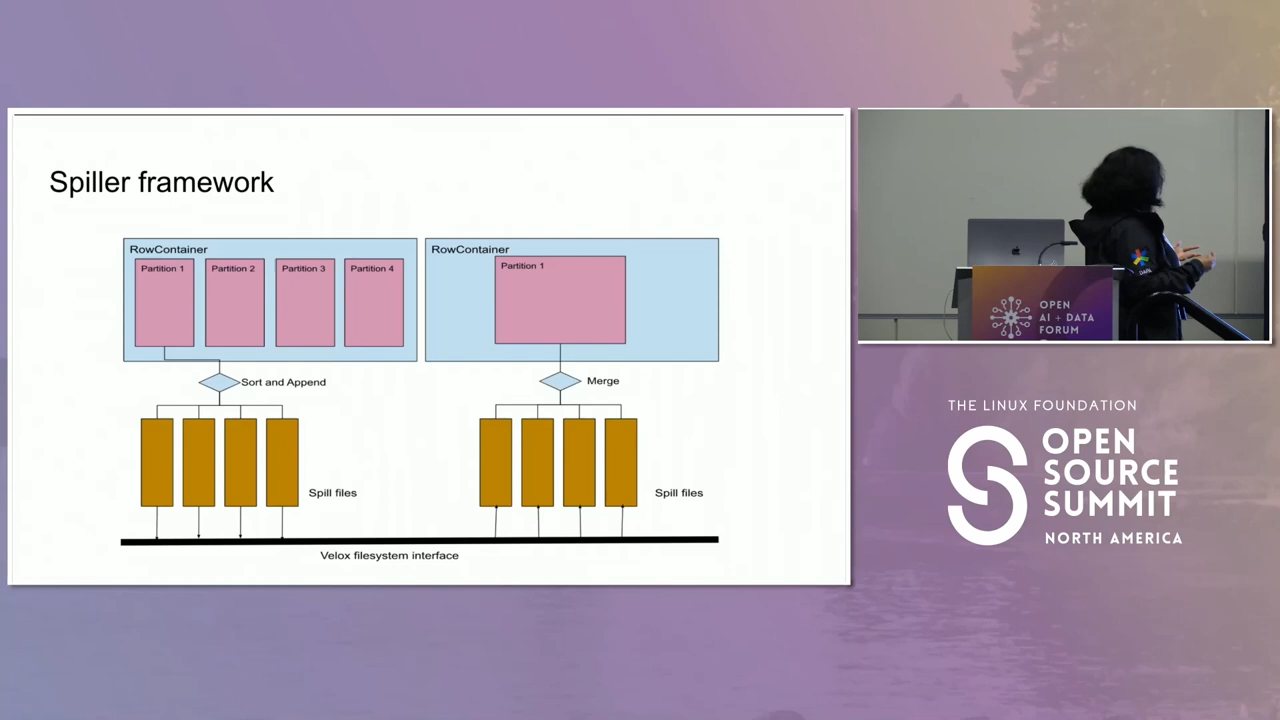 Spiller framework
RowContainer
Partition 1
Partition 2
Partition 3
Partition 4
Sort and Append
Spill files
RowContainer
Partition 1
Merge
Spill files
Velox filesystem interface
OPEN
AI + DATA
FORUM
THE LINUX FOUNDATION
OPEN
SOURCE
SUMMIT
NORTH AMERICA